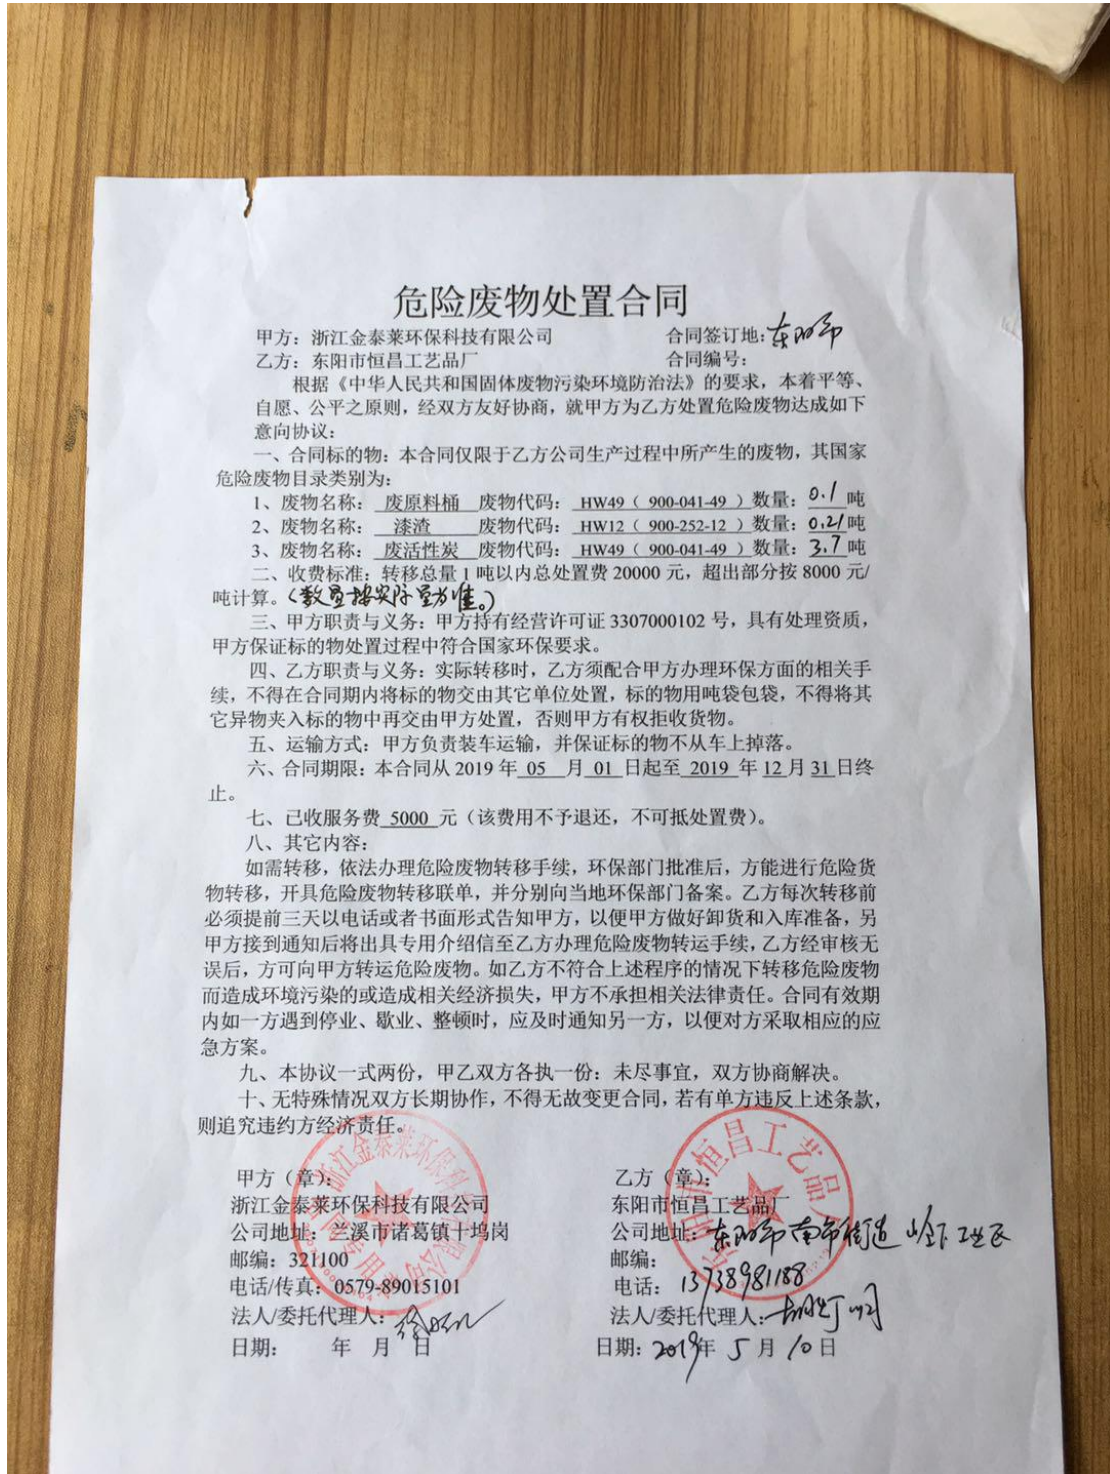 危险废物处置合同
甲方：浙江金泰莱环保科技有限公司 合同签订地：东阳市
乙方：东阳市恒昌工艺品厂 合同编号：
根据《中华人民共和国固体废物污染环境防治法》的要求，本着平等、
自愿、公平之原则，经双方友好协商，就甲方为乙方处置危险废物达成如下
意向协议：
一、合同标的物：本合同仅限于乙方公司生产过程中所产生的废物，其国家
危险废物目录类别为：
1、废物名称： 废原料桶 废物代码： HW49（ 900-041-49 ）数量：0.1吨
2、废物名称： 漆渣 废物代码： HW12（ 900-252-12 ）数量：0.21吨
3、废物名称： 废活性炭 废物代码： HW49（ 900-041-49 ）数量：3.7吨
二、收费标准：转移总量 1 吨以内总处置费 20000 元，超出部分按 8000 元/
吨计算。（数量按实际量为准。）
三、甲方职责与义务：甲方持有经营许可证 3307000102 号，具有处理资质，
甲方保证标的物处置过程中符合国家环保要求。
四、乙方职责与义务：实际转移时，乙方须配合甲方办理环保方面的相关手
续，不得在合同期内将标的物交由其它单位处置，标的物用吨袋包袋，不得将其
它异物夹入标的物中再交由甲方处置，否则甲方有权拒收货物。
五、运输方式：甲方负责装车运输，并保证标的物不从车上掉落。
六、合同期限：本合同从 2019 年 05 月 01 日起至 2019 年 12 月 31 日终
止。
七、已收服务费 5000 元（该费用不予退还，不可抵处置费）。
八、其它内容：
如需转移，依法办理危险废物转移手续，环保部门批准后，方能进行危险货
物转移，开具危险废物转移联单，并分别向当地环保部门备案。乙方每次转移前
必须提前三天以电话或者书面形式告知甲方，以便甲方做好卸货和入库准备，另
甲方接到通知后将出具专用介绍信至乙方办理危险废物转运手续，乙方经审核无
误后，方可向甲方转运危险废物。如乙方不符合上述程序的情况下转移危险废物
而造成环境污染的或造成相关经济损失，甲方不承担相关法律责任。合同有效期
内如一方遇到停业、歇业、整顿时，应及时通知另一方，以便对方采取相应的应
急方案。
九、本协议一式两份，甲乙双方各执一份：未尽事宜，双方协商解决。
十、无特殊情况双方长期协作，不得无故变更合同，若有单方违反上述条款，
则追究违约方经济责任。
甲方（章）： 乙方（章）：
浙江金泰莱环保科技有限公司 东阳市恒昌工艺品厂
公司地址：兰溪市诸葛镇十坞岗 公司地址：东阳市南市街道 岭下工业区
邮编：321100 邮编：
电话/传真：0579-89015101 电话：13738981188
法人/委托代理人： 法人/委托代理人：
日期： 年 月 日 日期：2019年 5 月 10 日